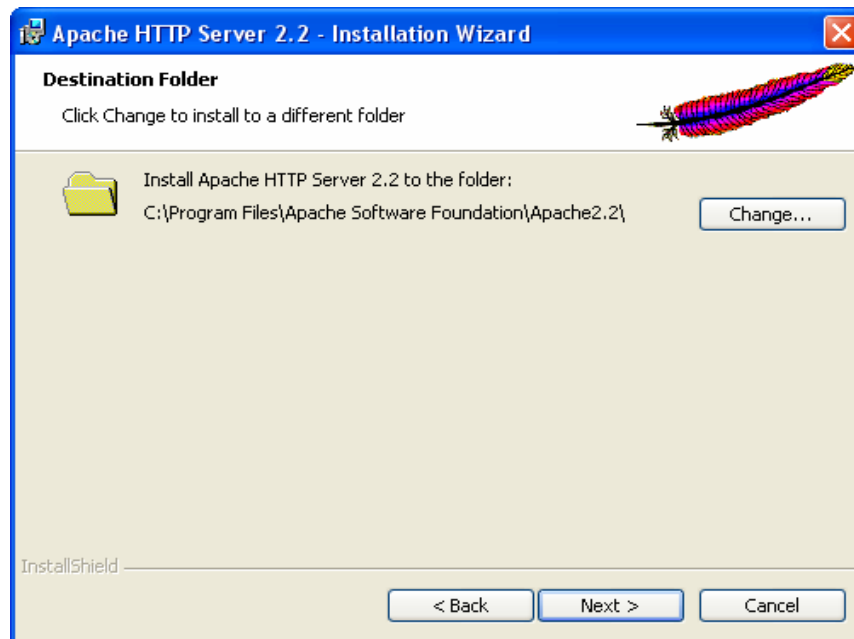 Apache HTTP Server 2.2 - Installation Wizard
Destination Folder
Click Change to install to a different folder
Install Apache HTTP Server 2.2 to the folder:
C:\Program Files\Apache Software Foundation\Apache2.2\
Change...
InstallShield
< Back
Next >
Cancel